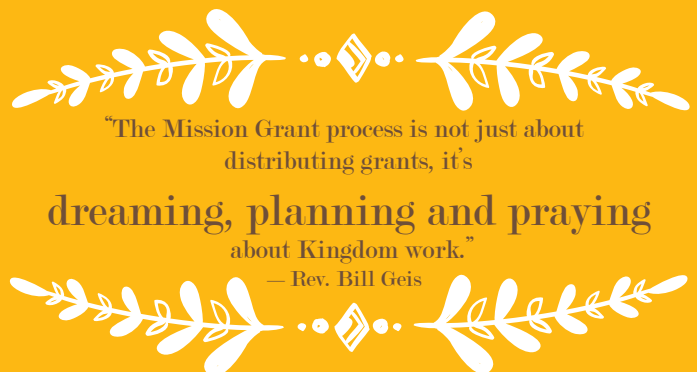 “The Mission Grant process is not just about
distributing grants, it’s
dreaming, planning and praying
about Kingdom work.”
— Rev. Bill Geis